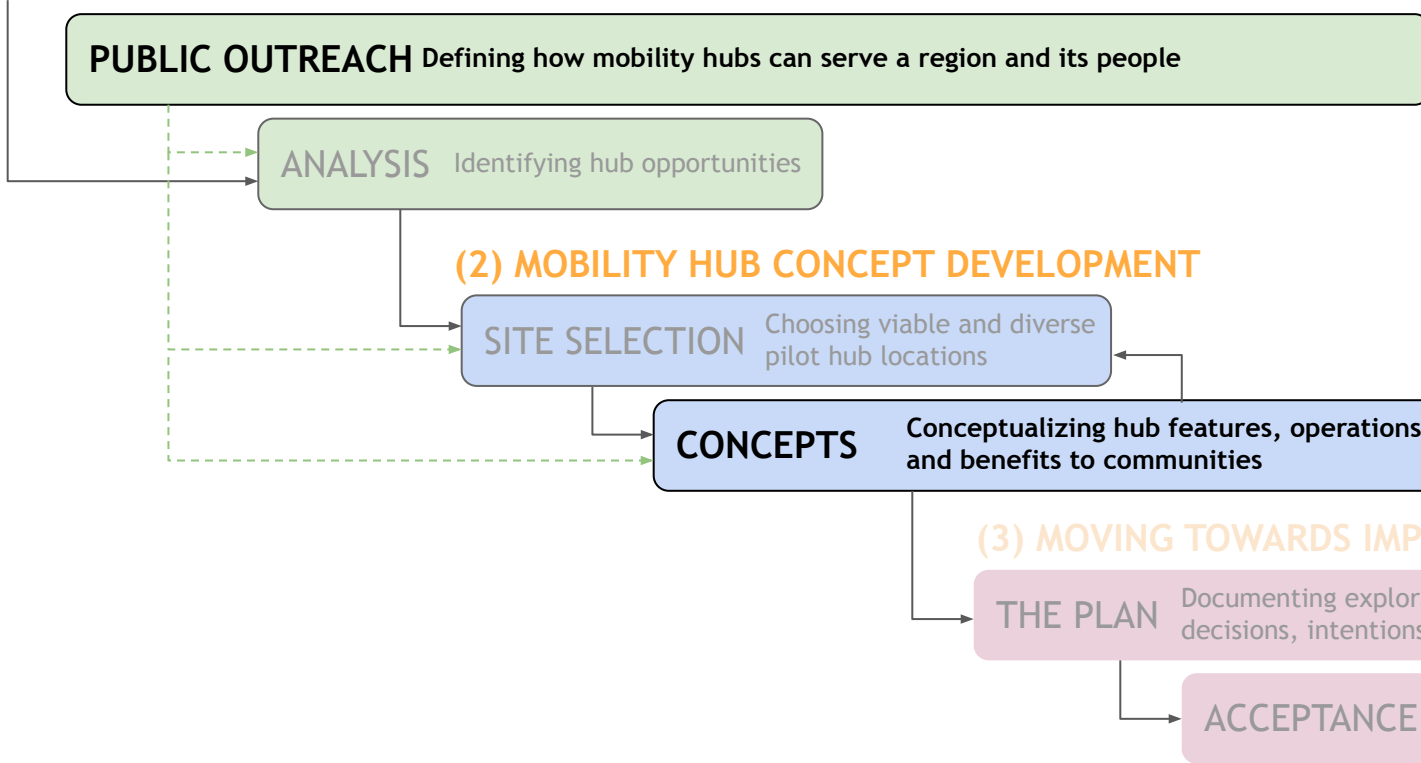 PUBLIC OUTREACH Defining how mobility hubs can serve a region and its people
ANALYSIS Identifying hub opportunities
(2) MOBILITY HUB CONCEPT DEVELOPMENT
SITE SELECTION Choosing viable and diverse
pilot hub locations
CONCEPTS Conceptualizing hub features, operations
and benefits to communities
(3) MOVING TOWARDS IMP
THE PLAN Documenting explor
decisions, intentions
ACCEPTANCE